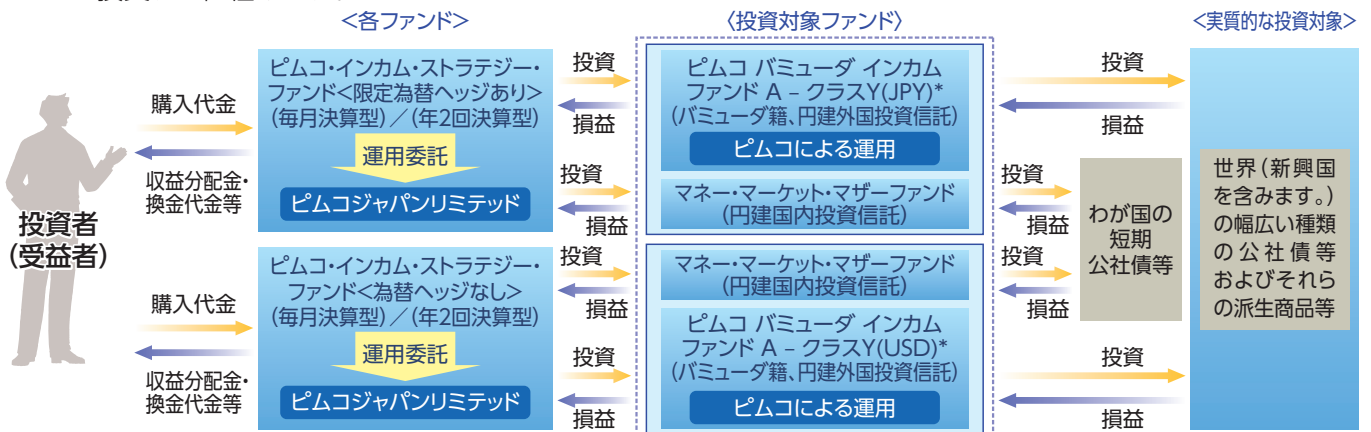 <各ファンド>
〈投資対象ファンド〉
<実質的な投資対象>
投資者
(受益者)
購入代金
収益分配金・
換金代金等
購入代金
収益分配金・
換金代金等
ピムコ・インカム・ストラテジー・
ファンド<限定為替ヘッジあり>
(毎月決算型)/(年2回決算型)
運用委託
ピムコジャパンリミテッド
ピムコ・インカム・ストラテジー・
ファンド<為替ヘッジなし>
(毎月決算型)/(年2回決算型)
運用委託
ピムコジャパンリミテッド
投資
損益
投資
損益
投資
損益
投資
損益
ピムコ バミューダ インカム
ファンド A – クラスY(JPY)*
(バミューダ籍、円建外国投資信託)
ピムコによる運用
マネー・マーケット・マザーファンド
(円建国内投資信託)
マネー・マーケット・マザーファンド
(円建国内投資信託)
ピムコ バミューダ インカム
ファンド A – クラスY(USD)*
(バミューダ籍、円建外国投資信託)
ピムコによる運用
投資
損益
投資
損益
投資
損益
投資
損益
わが国の
短期
公社債等
世界(新興国
を含みます。)
の幅広い種類
の公社債等
およびそれら
の派生商品等